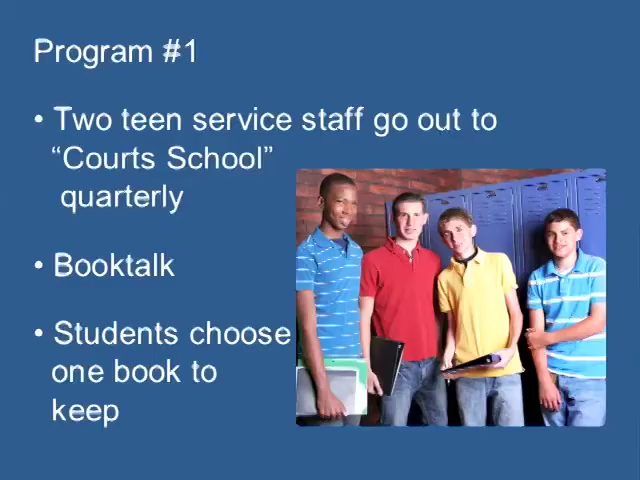 Program #1
• Two teen service staff go out to
“Courts School”
quarterly
• Booktalk
• Students choose
one book to
keep